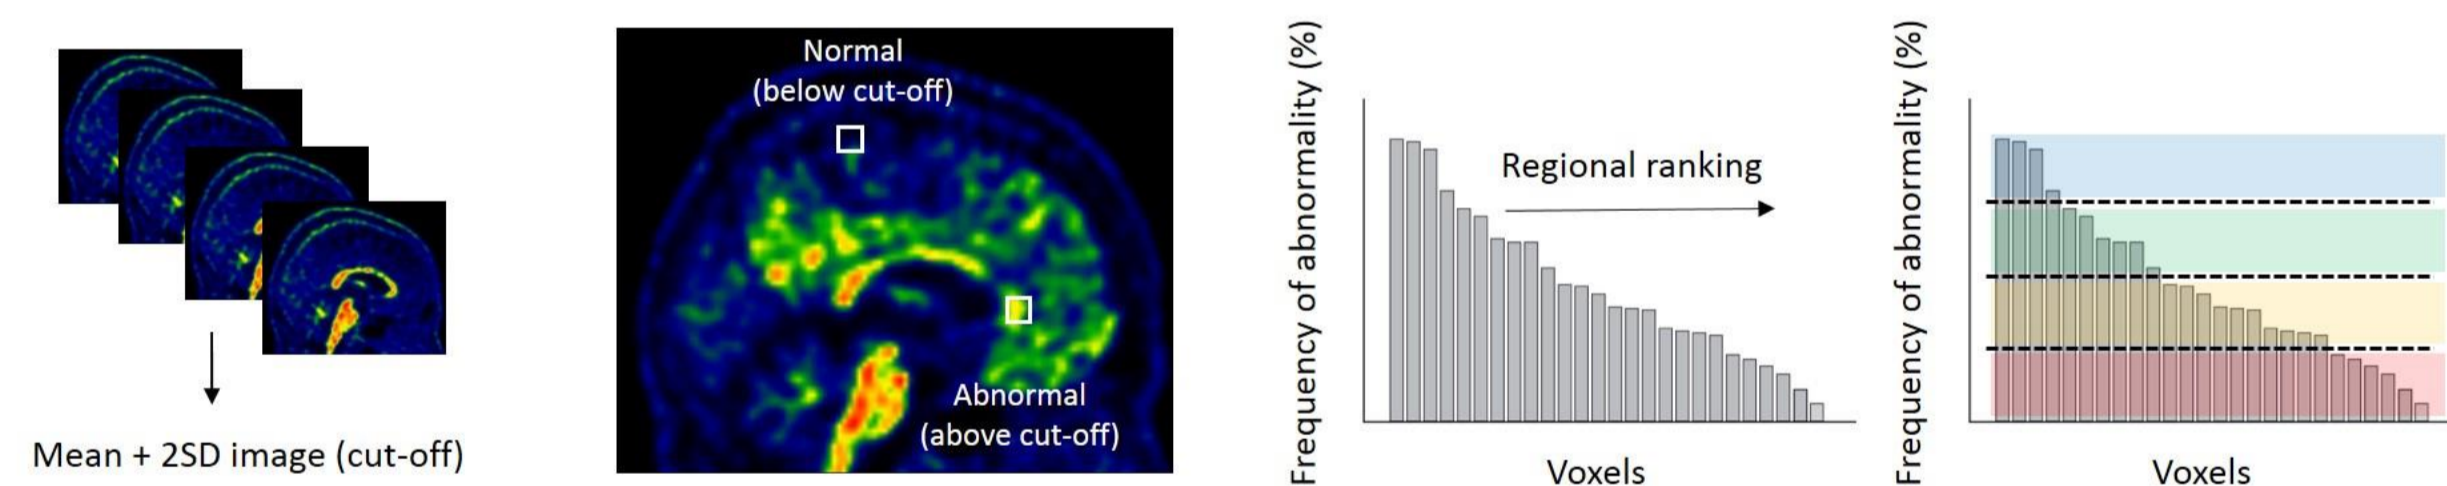 Mean + 2SD image (cut-off)
Normal
(below cut-off)
Abnormal
(above cut-off)
Frequency of abnormality (%)
Regional ranking
Voxels
Frequency of abnormality (%)
Voxels